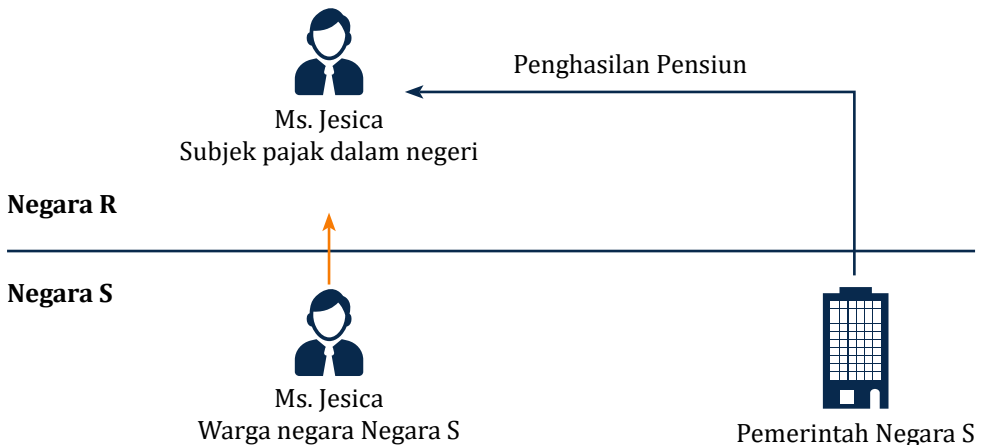 Penghasilan Pensiun
Ms. Jesica
Subjek pajak dalam negeri
Negara R
Negara S
Ms. Jesica
Warga negara Negara S
Pemerintah Negara S